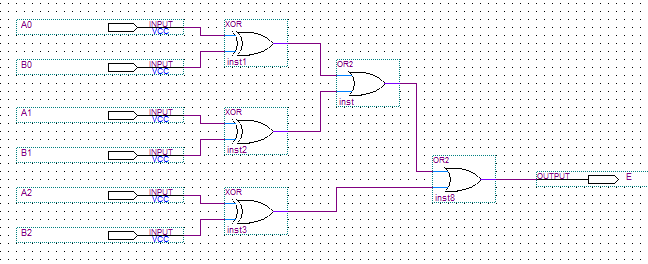 A0
INPUT
VCC
XOR
inst1
B0
INPUT
VCC
OR2
inst
A1
INPUT
VCC
XOR
inst2
B1
INPUT
VCC
OR2
inst8
OUTPUT
E
A2
INPUT
VCC
XOR
inst3
B2
INPUT
VCC